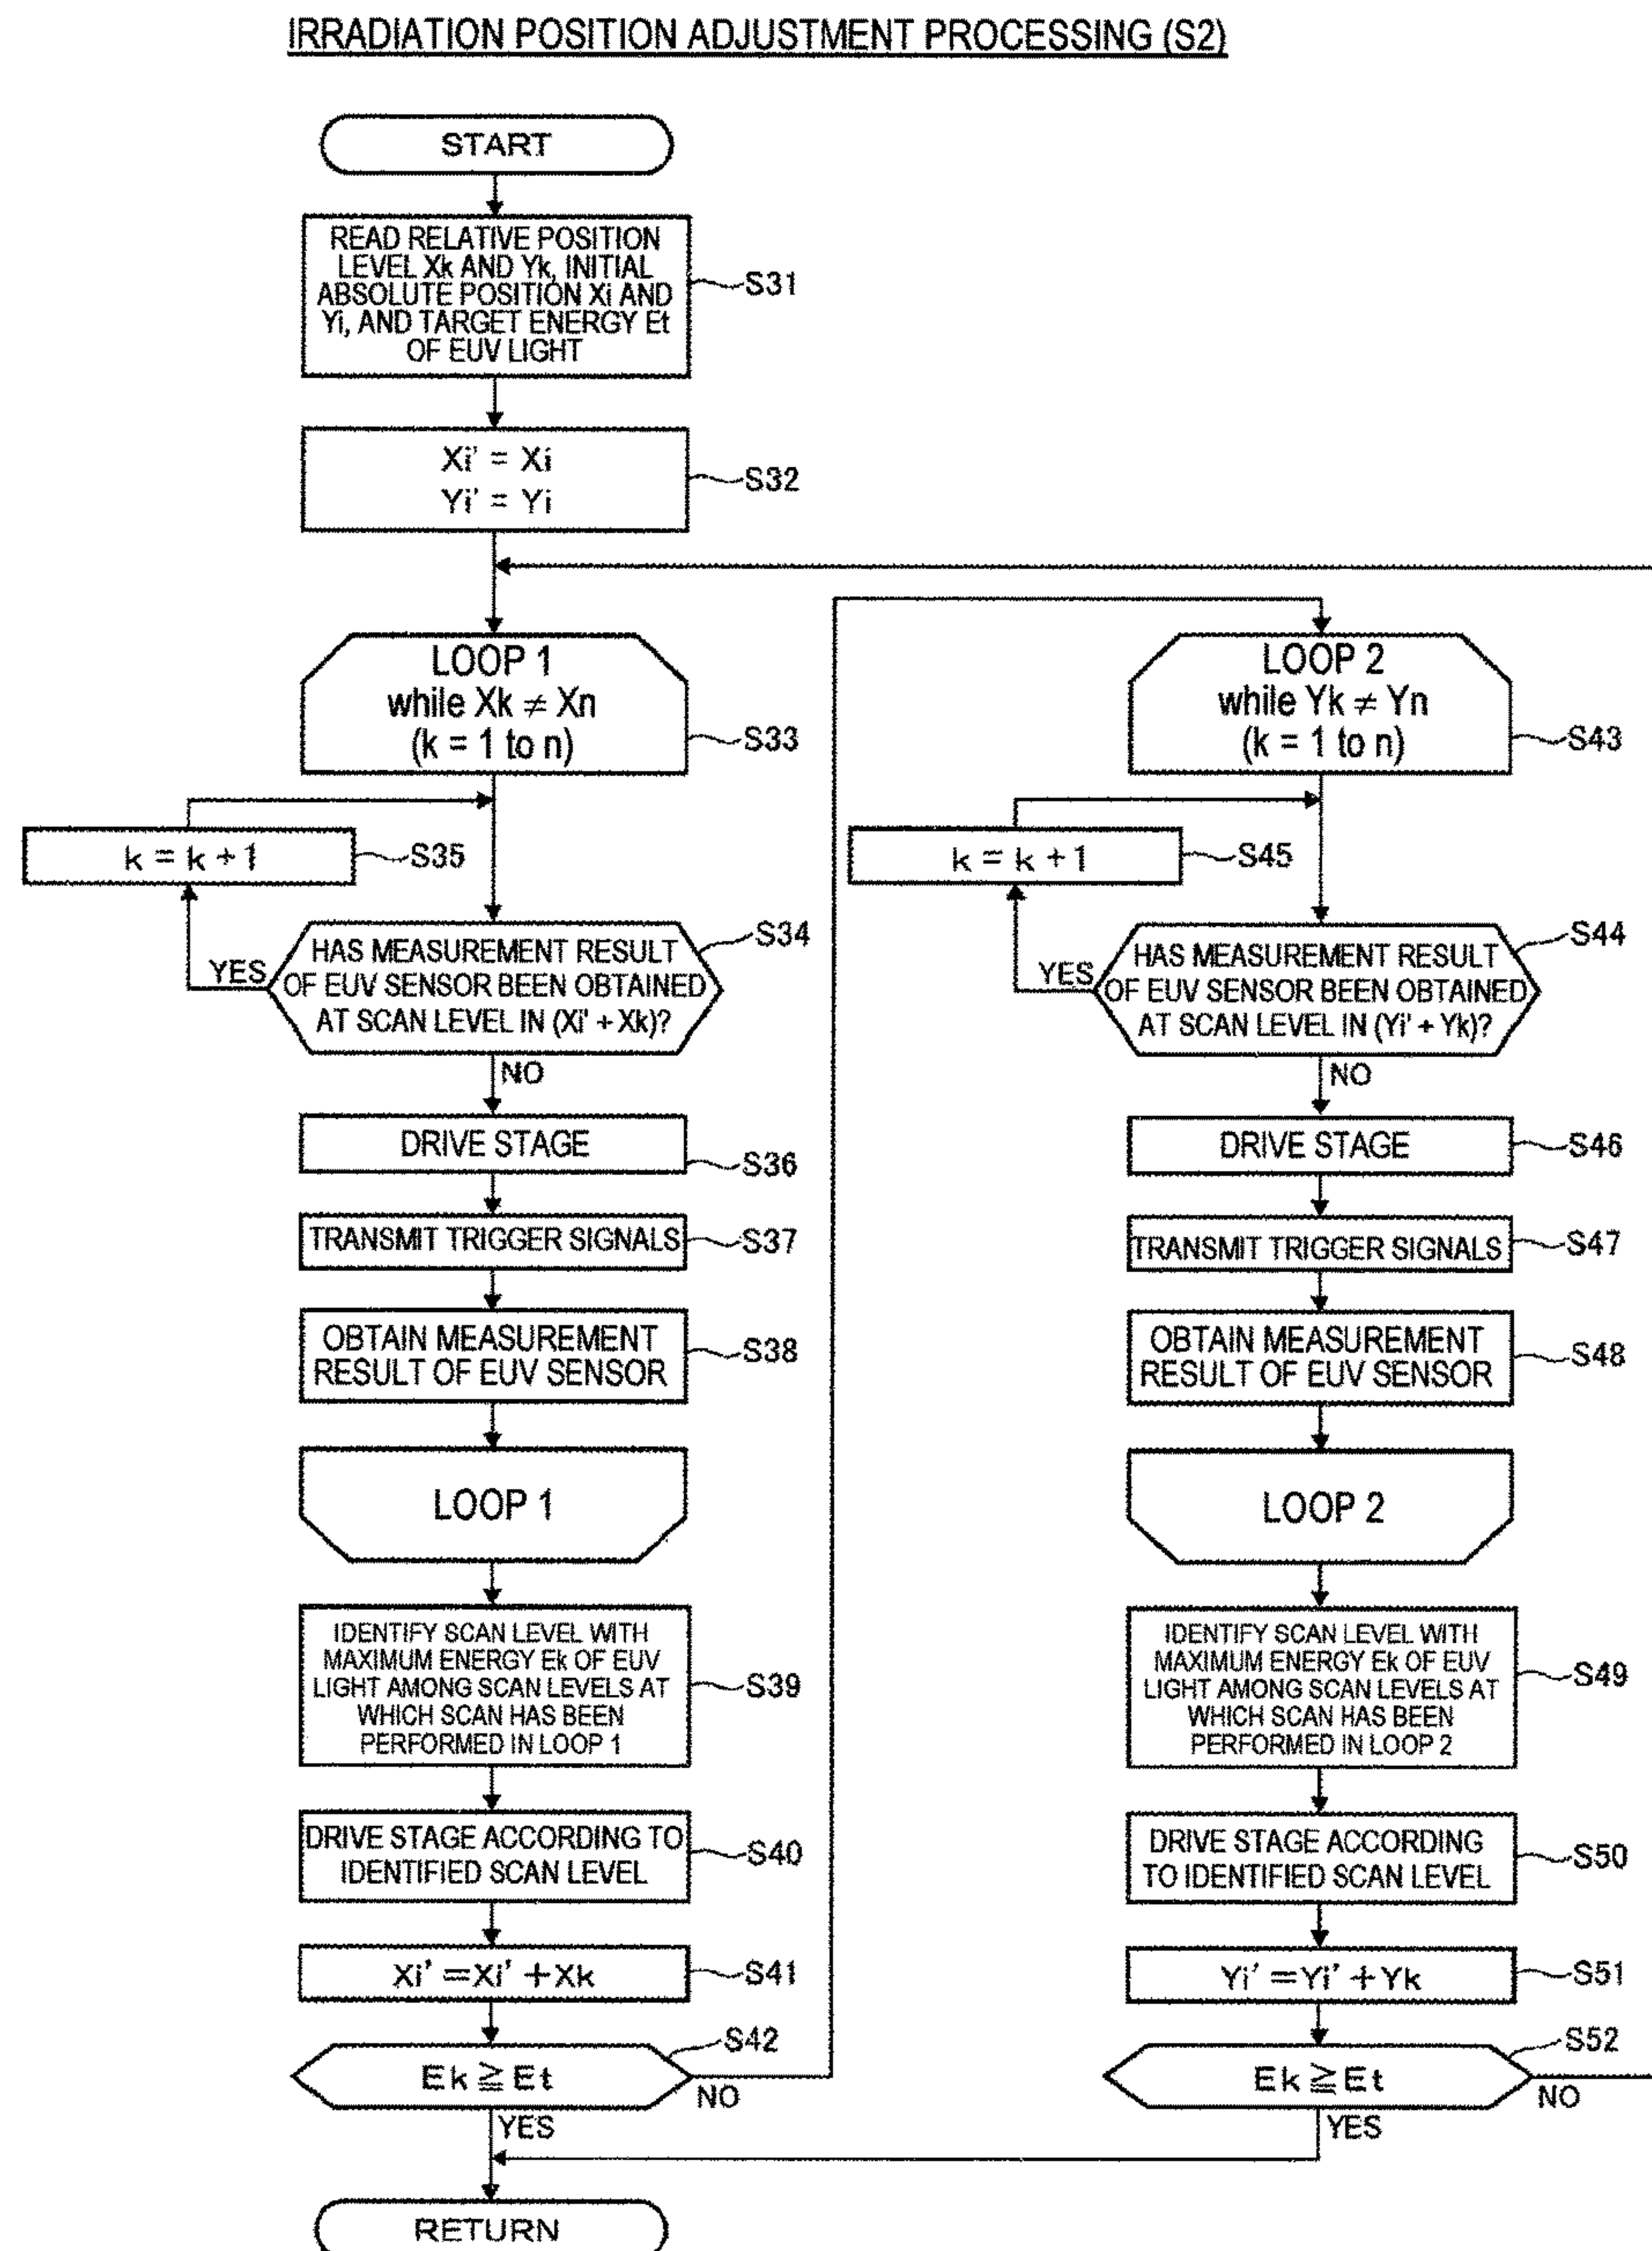 IRRADIATION POSITION ADJUSTMENT PROCESSING (S2)
START
READ RELATIVE POSITION
LEVEL Xk AND Yk, INITIAL
ABSOLUTE POSITION Xi AND
Yi, AND TARGET ENERGY Et
OF EUV LIGHT
S31
Xi' = Xi
Yi' = Yi
S32
LOOP 1
while Xk ≠ Xn
(k = 1 to n)
S33
k = k + 1
S35
HAS MEASUREMENT RESULT
OF EUV SENSOR BEEN OBTAINED
AT SCAN LEVEL IN (Xi' + Xk)?
S34
YES
NO
DRIVE STAGE
S36
TRANSMIT TRIGGER SIGNALS
S37
OBTAIN MEASUREMENT
RESULT OF EUV SENSOR
S38
LOOP 1
IDENTIFY SCAN LEVEL WITH
MAXIMUM ENERGY Ek OF EUV
LIGHT AMONG SCAN LEVELS AT
WHICH SCAN HAS BEEN
PERFORMED IN LOOP 1
S39
DRIVE STAGE ACCORDING TO
IDENTIFIED SCAN LEVEL
S40
Xi' = Xi' + Xk
S41
Ek ≧ Et
S42
NO
YES
RETURN
LOOP 2
while Yk ≠ Yn
(k = 1 to n)
S43
k = k + 1
S45
HAS MEASUREMENT RESULT
OF EUV SENSOR BEEN OBTAINED
AT SCAN LEVEL IN (Yi' + Yk)?
S44
YES
NO
DRIVE STAGE
S46
TRANSMIT TRIGGER SIGNALS
S47
OBTAIN MEASUREMENT
RESULT OF EUV SENSOR
S48
LOOP 2
IDENTIFY SCAN LEVEL WITH
MAXIMUM ENERGY Ek OF EUV
LIGHT AMONG SCAN LEVELS AT
WHICH SCAN HAS BEEN
PERFORMED IN LOOP 2
S49
DRIVE STAGE ACCORDING
TO IDENTIFIED SCAN LEVEL
S50
Yi' = Yi' + Yk
S51
Ek ≧ Et
S52
NO
YES